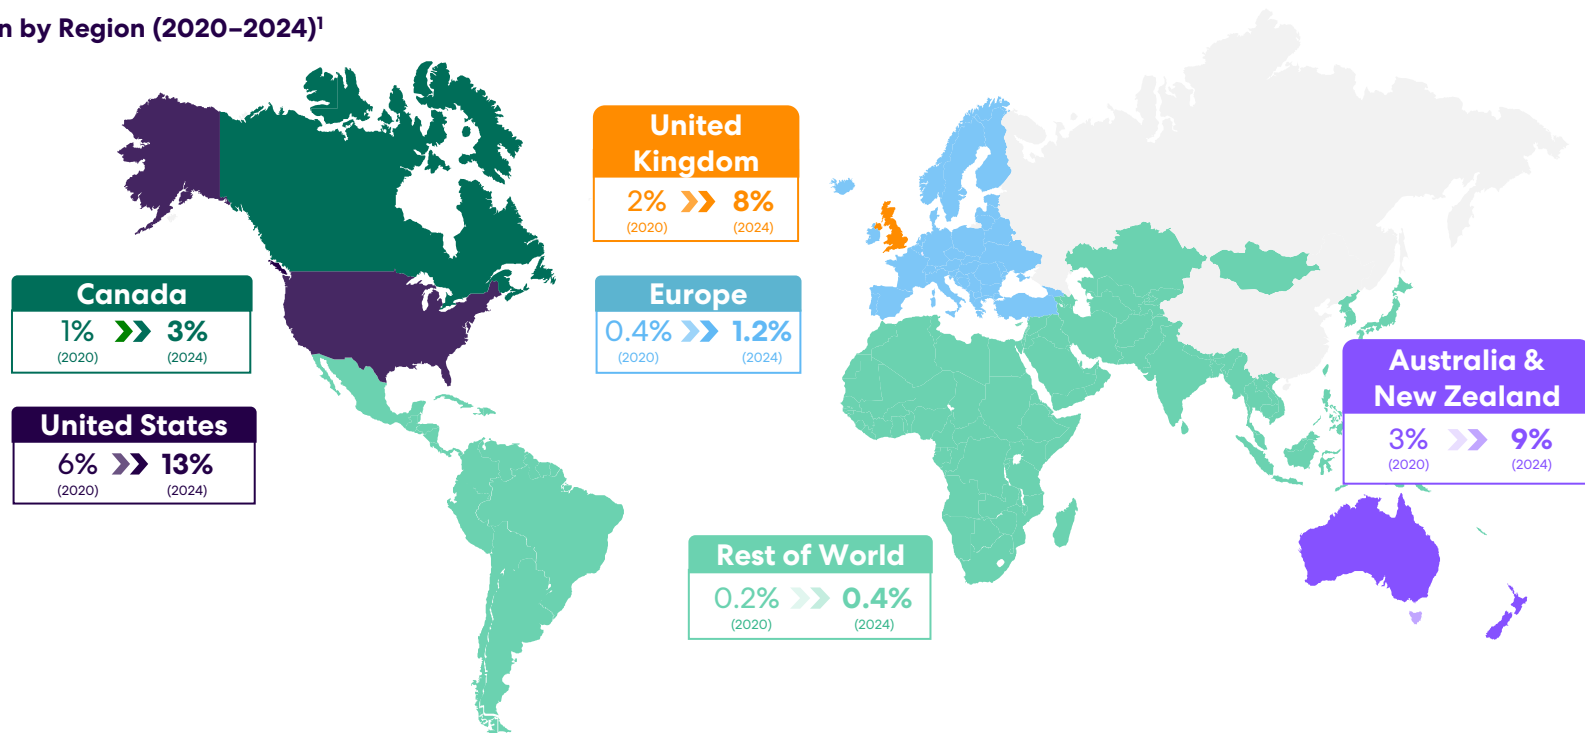 n by Region (2020–2024)¹
United
Kingdom
2% 8%
(2020) (2024)
Canada
1% 3%
(2020) (2024)
Europe
0.4% 1.2%
(2020) (2024)
Australia &
New Zealand
3% 9%
(2020) (2024)
United States
6% 13%
(2020) (2024)
Rest of World
0.2% 0.4%
(2020) (2024)